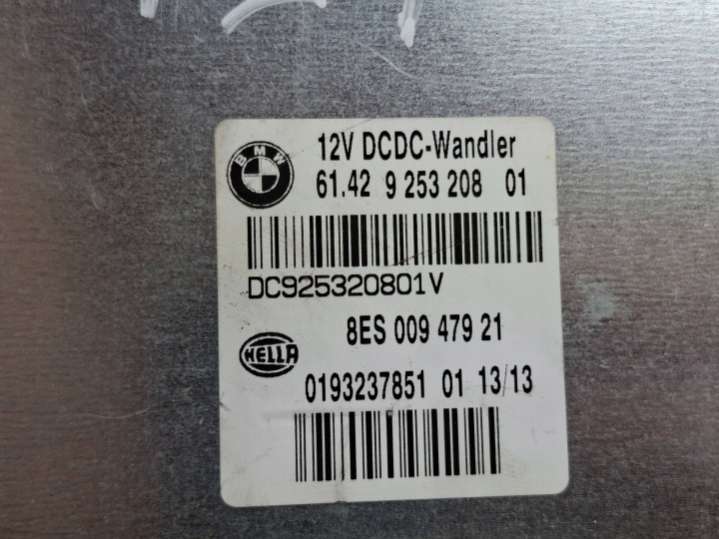 BMW
12V DCDC-Wandler
61.42 9 253 208 01
DC925320801V
8ES 009 479 21
HELLA
0193237851 01 13/13